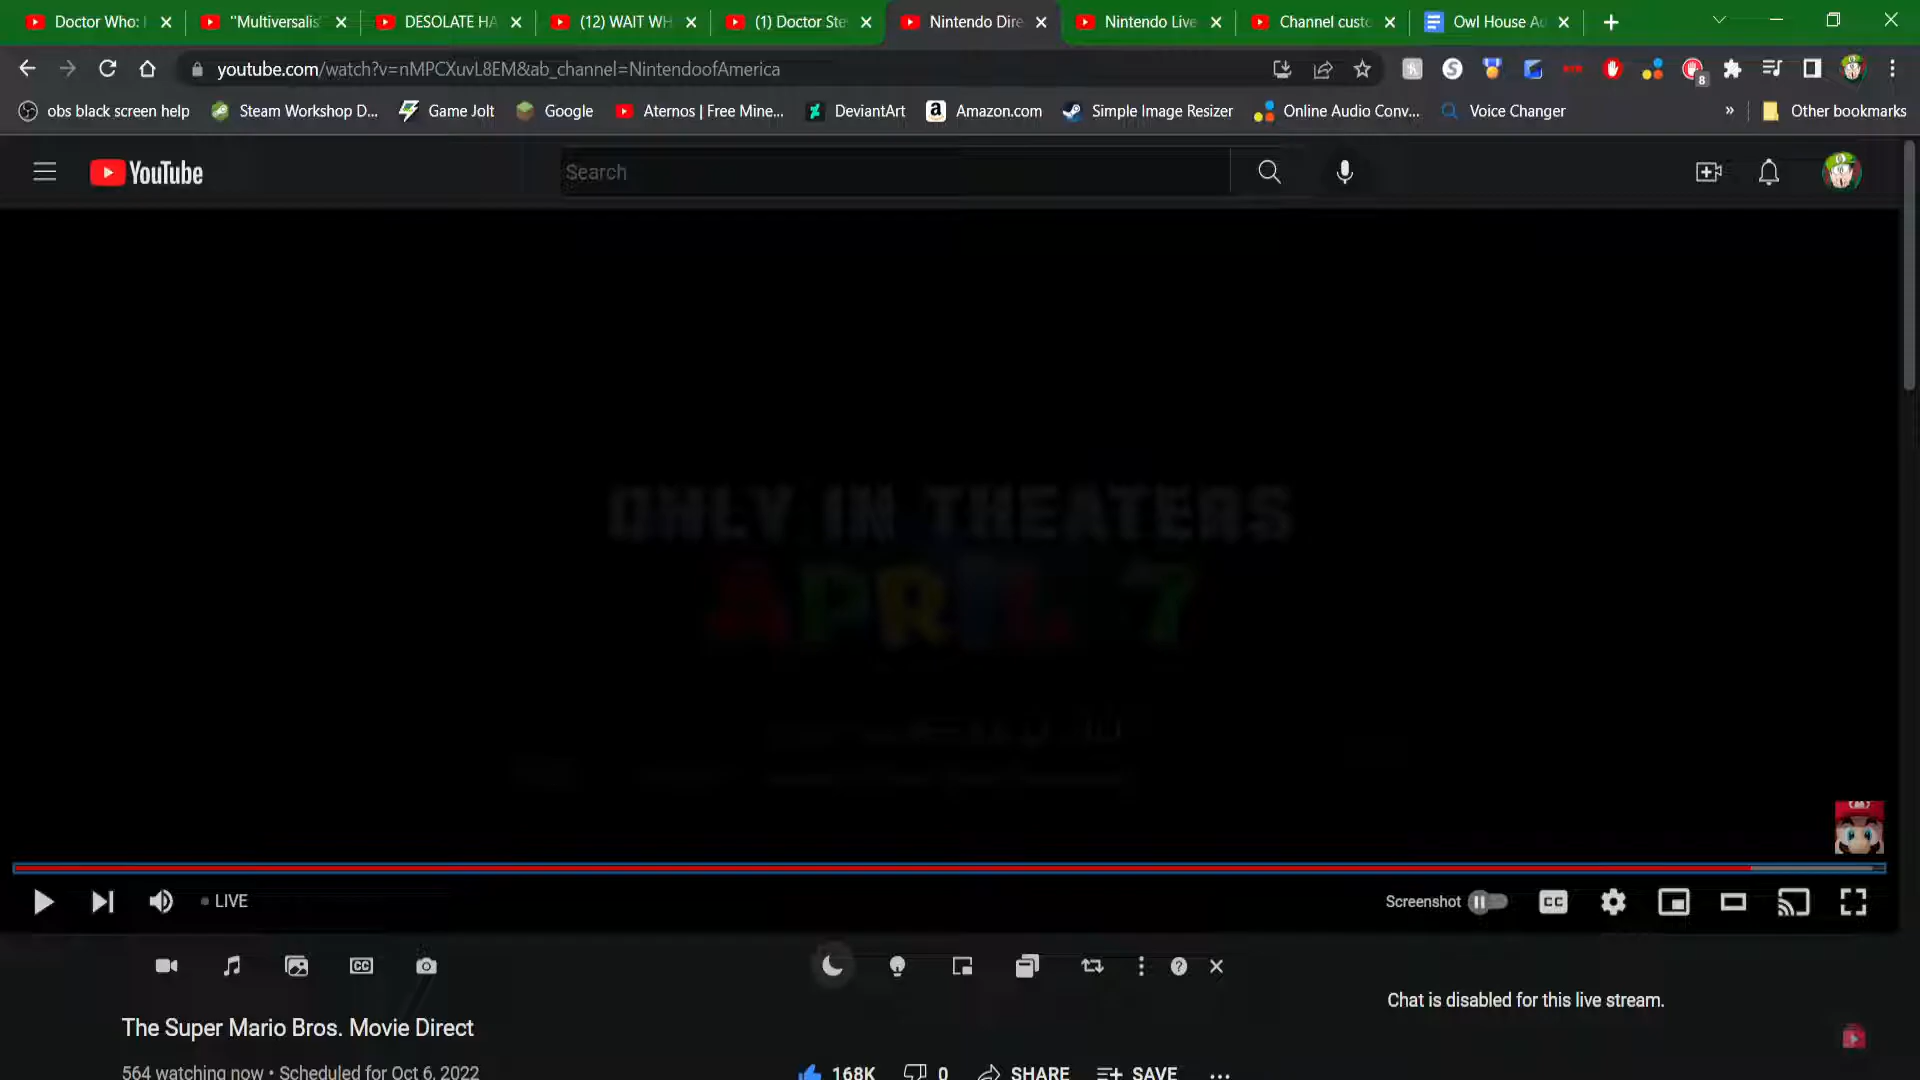 Doctor Who: "Multiversalis DESOLATE HA (12) WAIT WH (1) Doctor Ste Nintendo Dire Nintendo Live Channel custo Owl House Ad
youtube.com/watch?v=nMPCXuvL8EM&ab_channel=NintendoofAmerica
8
obs black screen help Steam Workshop D... Game Jolt Google Aternos | Free Mine... DeviantArt Amazon.com Simple Image Resizer Online Audio Conv... Voice Changer » Other bookmarks
YouTube Search
ONLY IN THEATERS
APRIL 7
LIVE Screenshot CC
CC
Chat is disabled for this live stream.
The Super Mario Bros. Movie Direct
564 watching now • Scheduled for Oct 6, 2022 168K 0 SHARE SAVE ...